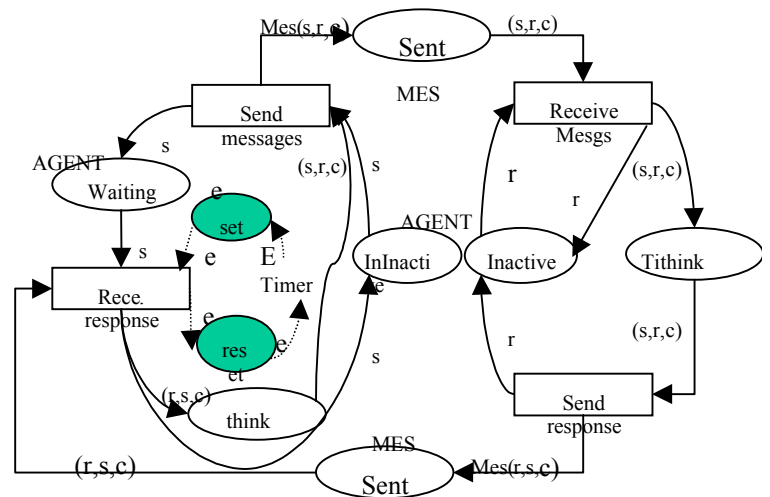 Mes(s,r,c)
Sent
(s,r,c)
MES
Send
messages
Receive
Mesgs
s
(s,r,c)
s
r
(s,r,c)
r
AGENT
Waiting
e
set
e
E
AGENT
InInacti
ve
Inactive
Tithink
s
Rece.
response
Timer
e
res
et
e
r
(s,r,c)
s
(r,s,c)
think
Send
response
MES
(r,s,c)
Sent
Mes(r,s,c)